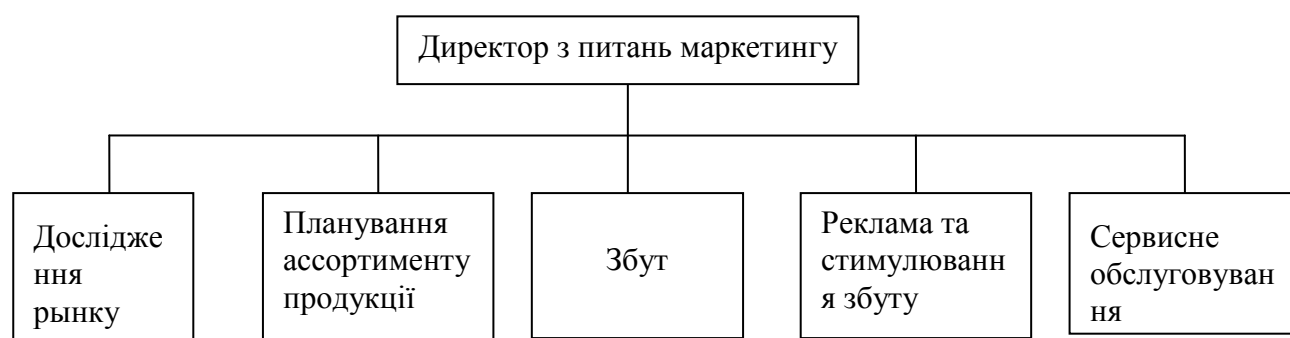 Директор з питань маркетингу
Дослідже
ння
рынку
Планування
ассортименту
продукції
Збут
Реклама та
стимулюванн
я збуту
Сервисне
обслуговуван
ня